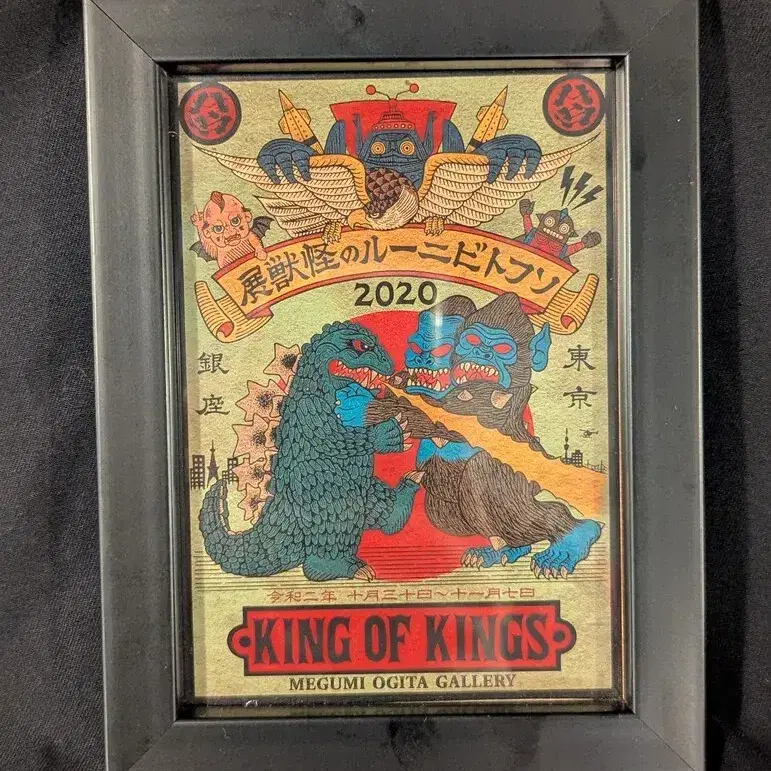 ソフトビニールの怪獣展
2020
東京
銀座
令和二年 十月三十日〜十一月七日
KING OF KINGS
MEGUMI OGITA GALLERY